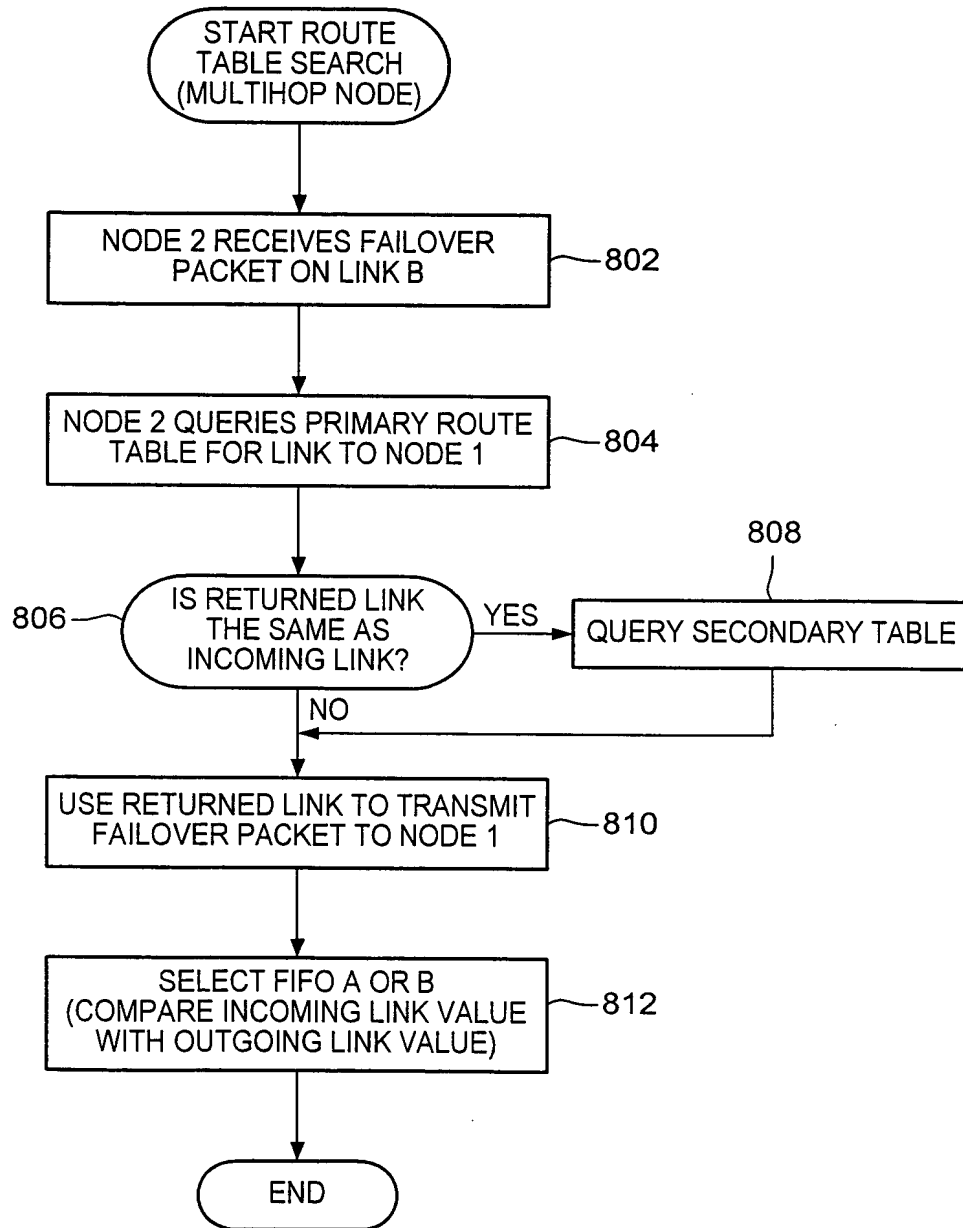 START ROUTE
TABLE SEARCH
(MULTIHOP NODE)
NODE 2 RECEIVES FAILOVER
PACKET ON LINK B
802
NODE 2 QUERIES PRIMARY ROUTE
TABLE FOR LINK TO NODE 1
804
808
806
IS RETURNED LINK
THE SAME AS
INCOMING LINK?
YES
QUERY SECONDARY TABLE
NO
USE RETURNED LINK TO TRANSMIT
FAILOVER PACKET TO NODE 1
810
SELECT FIFO A OR B
(COMPARE INCOMING LINK VALUE
WITH OUTGOING LINK VALUE)
812
END